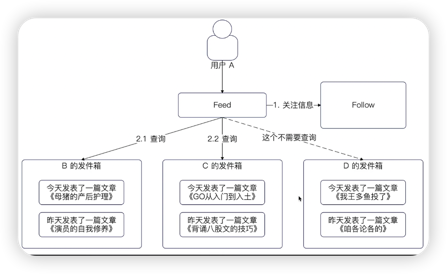 用户 A
Feed
1. 关注信息
Follow
2.1 查询
2.2 查询
这个不需要查询
B 的发件箱
今天发表了一篇文章
《母猪的产后护理》
昨天发表了一篇文章
《演员的自我修养》
C 的发件箱
今天发表了一篇文章
《GO从入门到入土》
昨天发表了一篇文章
《背诵八股文的技巧》
D 的发件箱
今天发表了一篇文章
《我王多鱼投了》
昨天发表了一篇文章
《咱各论各的》